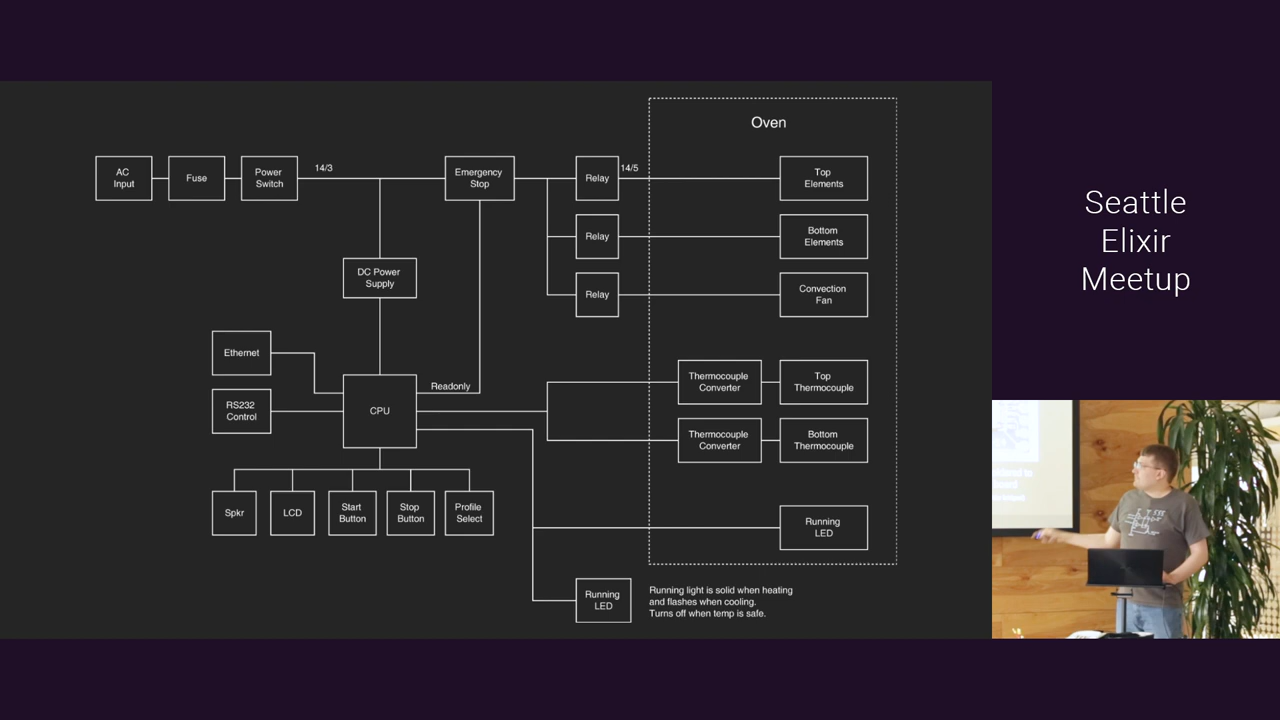 Oven
AC
Input
Fuse
Power
Switch
14/3
Emergency
Stop
Relay
14/5
Top
Elements
Relay
Bottom
Elements
Relay
Convection
Fan
DC Power
Supply
Ethernet
RS232
Control
CPU
Readonly
Thermocouple
Converter
Top
Thermocouple
Thermocouple
Converter
Bottom
Thermocouple
Spkr
LCD
Start
Button
Stop
Button
Profile
Select
Running
LED
Running
LED
Running light is solid when heating
and flashes when cooling.
Turns off when temp is safe.
Seattle
Elixir
Meetup